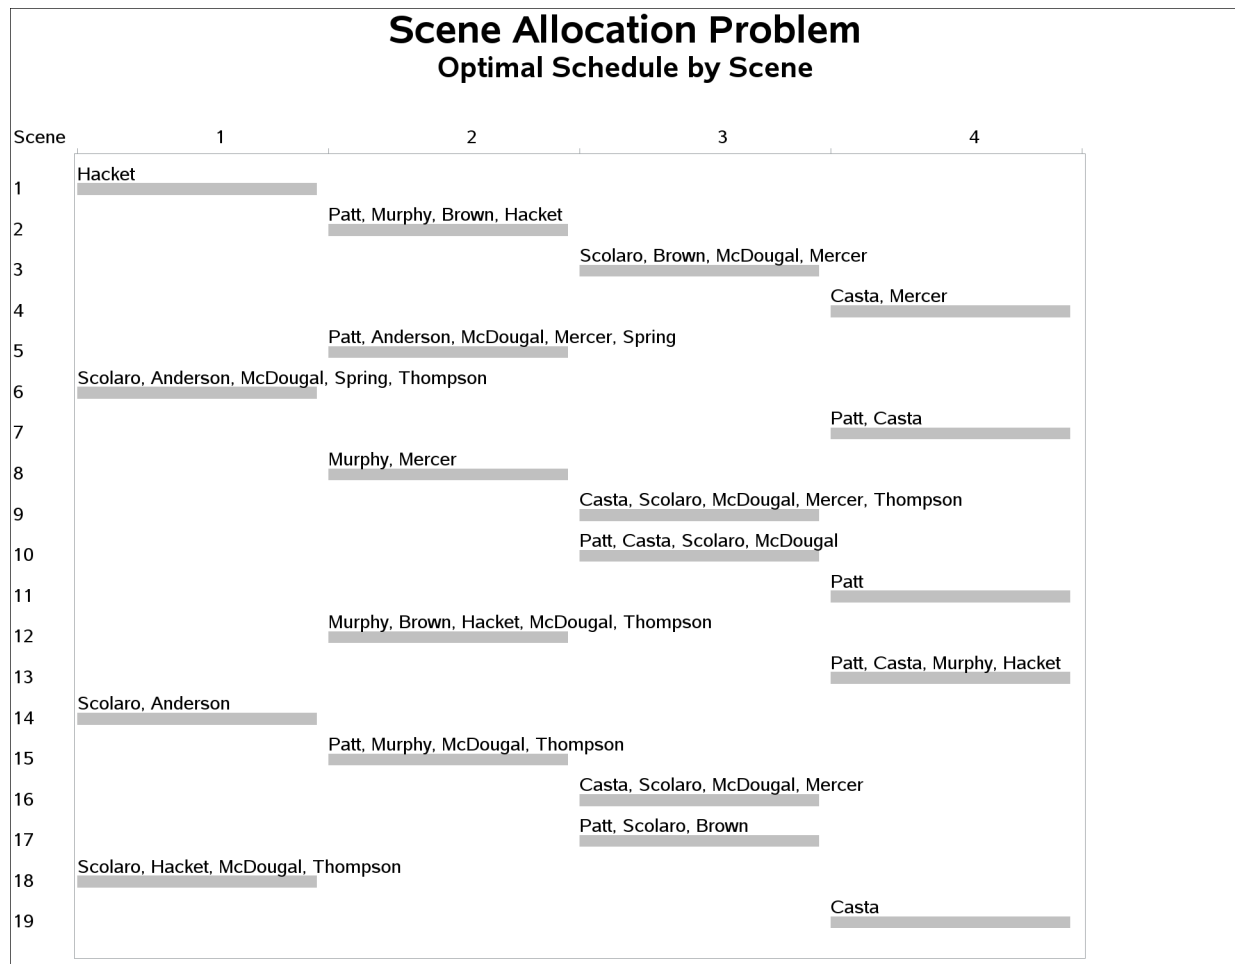 Scene Allocation Problem
Optimal Schedule by Scene
Scene 1 2 3 4
Hacket
1
Patt, Murphy, Brown, Hacket
2
Scolaro, Brown, McDougal, Mercer
3
Casta, Mercer
4
Patt, Anderson, McDougal, Mercer, Spring
5
Scolaro, Anderson, McDougal, Spring, Thompson
6
Patt, Casta
7
Murphy, Mercer
8
Casta, Scolaro, McDougal, Mercer, Thompson
9
Patt, Casta, Scolaro, McDougal
10
Patt
11
Murphy, Brown, Hacket, McDougal, Thompson
12
Patt, Casta, Murphy, Hacket
13
Scolaro, Anderson
14
Patt, Murphy, McDougal, Thompson
15
Casta, Scolaro, McDougal, Mercer
16
Patt, Scolaro, Brown
17
Scolaro, Hacket, McDougal, Thompson
18
Casta
19